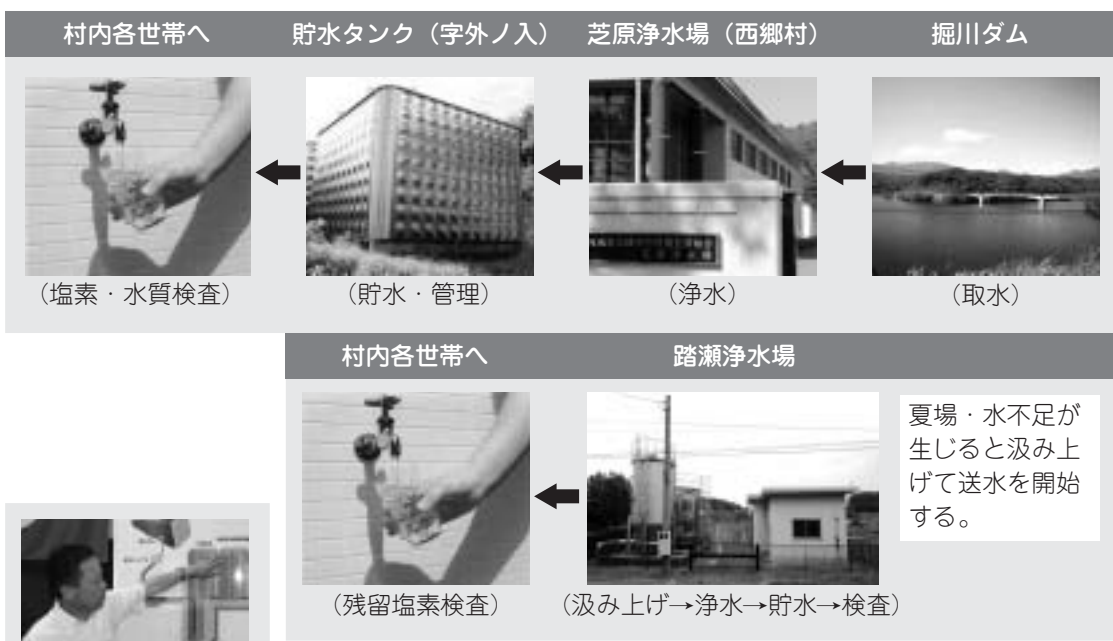 村内各世帯へ
貯水タンク（字外ノ入）
芝原浄水場（西郷村）
掘川ダム
（塩素・水質検査）
（貯水・管理）
（浄水）
（取水）
村内各世帯へ
踏瀬浄水場
夏場・水不足が
生じると汲み上
げて送水を開始
する。
（残留塩素検査）
（汲み上げ→浄水→貯水→検査）